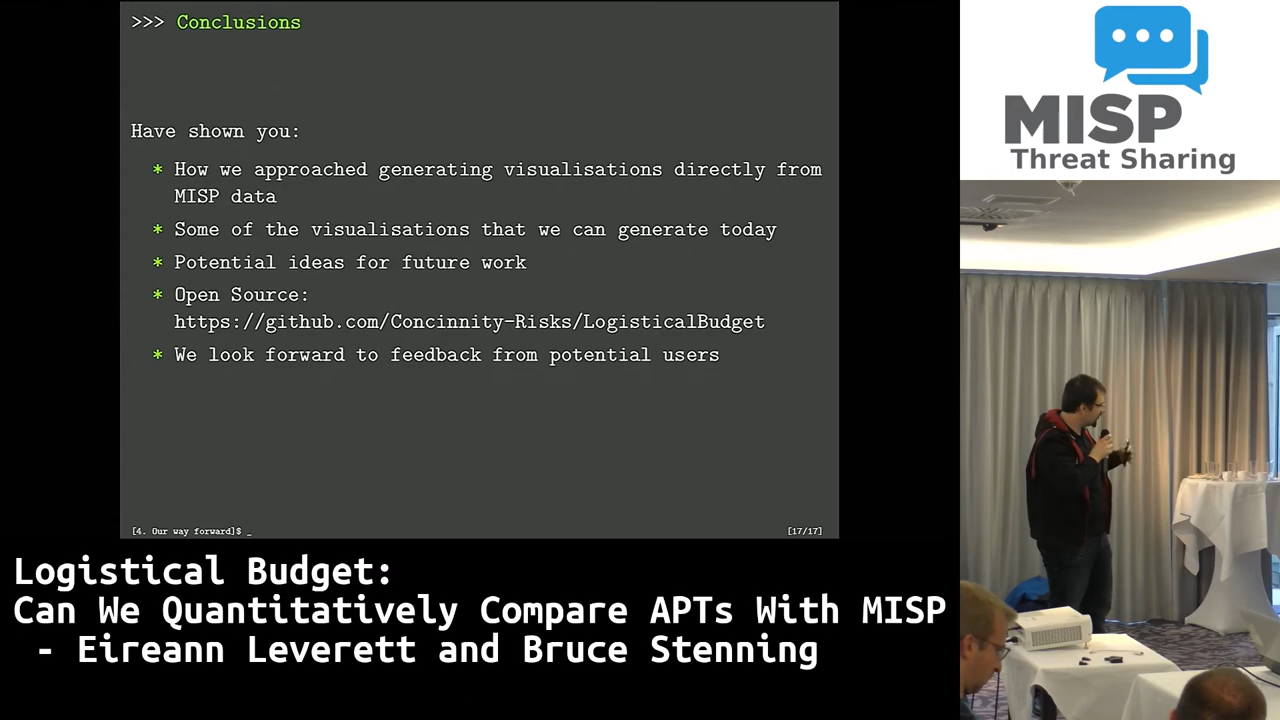 >>> Conclusions
Have shown you:
* How we approached generating visualisations directly from
MISP data
* Some of the visualisations that we can generate today
* Potential ideas for future work
* Open Source:
https://github.com/Concinnity-Risks/LogisticalBudget
* We look forward to feedback from potential users
[4. Our way forward]$ _
[17/17]
MISP
Threat Sharing
Logistical Budget:
Can We Quantitatively Compare APTs With MISP
- Eireann Leverett and Bruce Stenning